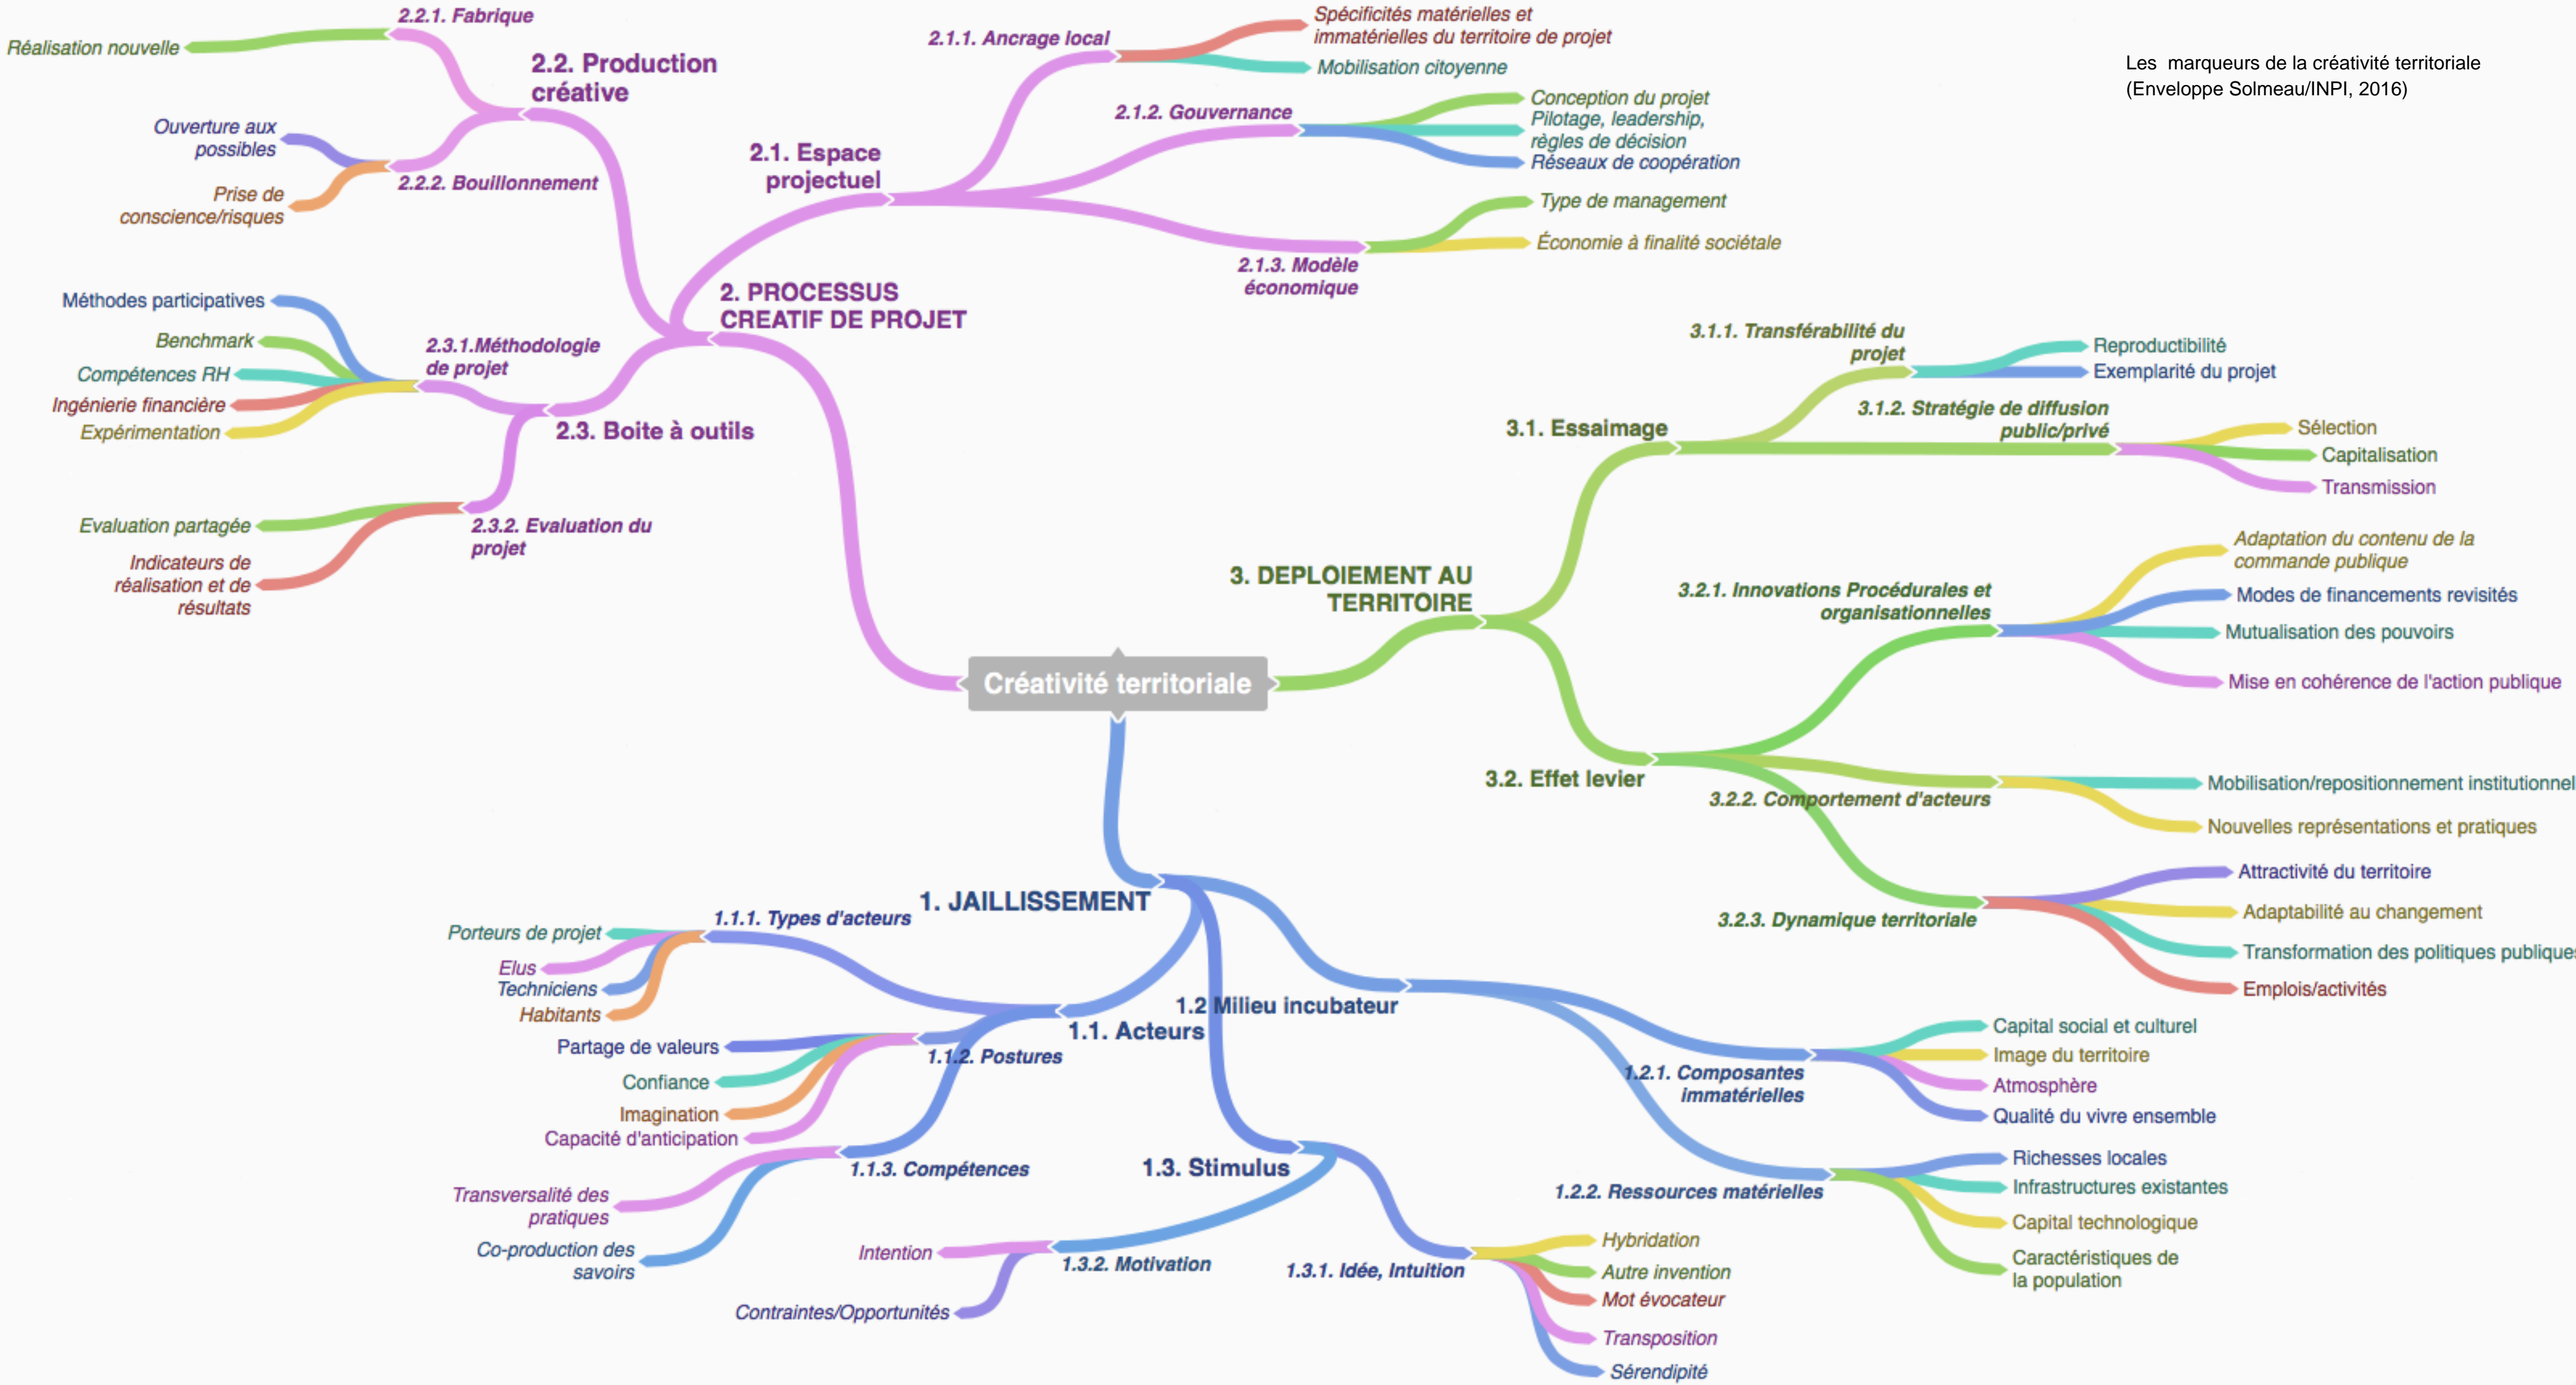 Les marqueurs de la créativité territoriale
(Enveloppe Solmeau/INPI, 2016)
Créativité territoriale
1. JAILLISSEMENT
1.1. Acteurs
1.1.1. Types d'acteurs
Porteurs de projet
Elus
Techniciens
Habitants
1.1.2. Postures
Partage de valeurs
Confiance
Imagination
Capacité d'anticipation
1.1.3. Compétences
Transversalité des
pratiques
Co-production des
savoirs
1.2 Milieu incubateur
1.2.1. Composantes
immatérielles
Capital social et culturel
Image du territoire
Atmosphère
Qualité du vivre ensemble
1.2.2. Ressources matérielles
Richesses locales
Infrastructures existantes
Capital technologique
Caractéristiques de
la population
1.3. Stimulus
1.3.1. Idée, Intuition
Hybridation
Autre invention
Mot évocateur
Transposition
Sérendipité
1.3.2. Motivation
Intention
Contraintes/Opportunités
2. PROCESSUS
CREATIF DE PROJET
2.1. Espace
projectuel
2.1.1. Ancrage local
Spécificités matérielles et
immatérielles du territoire de projet
Mobilisation citoyenne
2.1.2. Gouvernance
Conception du projet
Pilotage, leadership,
règles de décision
Réseaux de coopération
2.1.3. Modèle
économique
Type de management
Économie à finalité sociétale
2.2. Production
créative
2.2.1. Fabrique
Réalisation nouvelle
2.2.2. Bouillonnement
Ouverture aux
possibles
Prise de
conscience/risques
2.3. Boite à outils
2.3.1.Méthodologie
de projet
Méthodes participatives
Benchmark
Compétences RH
Ingénierie financière
Expérimentation
2.3.2. Evaluation du
projet
Evaluation partagée
Indicateurs de
réalisation et de
résultats
3. DEPLOIEMENT AU
TERRITOIRE
3.1. Essaimage
3.1.1. Transférabilité du
projet
Reproductibilité
Exemplarité du projet
3.1.2. Stratégie de diffusion
public/privé
Sélection
Capitalisation
Transmission
3.2. Effet levier
3.2.1. Innovations Procédurales et
organisationnelles
Adaptation du contenu de la
commande publique
Modes de financements revisités
Mutualisation des pouvoirs
Mise en cohérence de l'action publique
3.2.2. Comportement d'acteurs
Mobilisation/repositionnement institutionnel
Nouvelles représentations et pratiques
3.2.3. Dynamique territoriale
Attractivité du territoire
Adaptabilité au changement
Transformation des politiques publiques
Emplois/activités